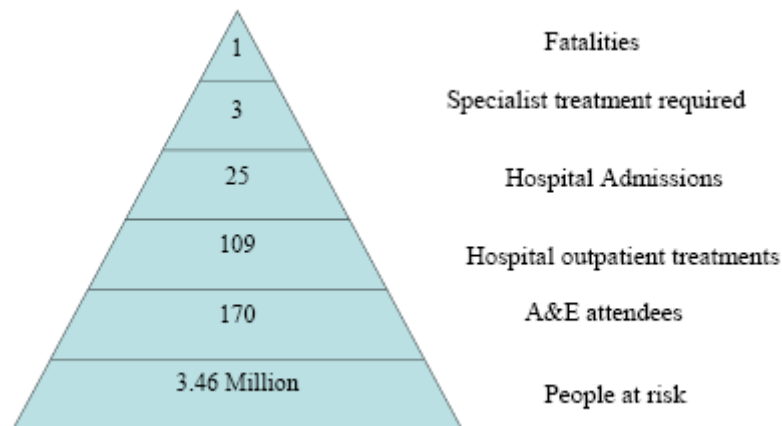 1
Fatalities
3
Specialist treatment required
25
Hospital Admissions
109
Hospital outpatient treatments
170
A&E attendees
3.46 Million
People at risk